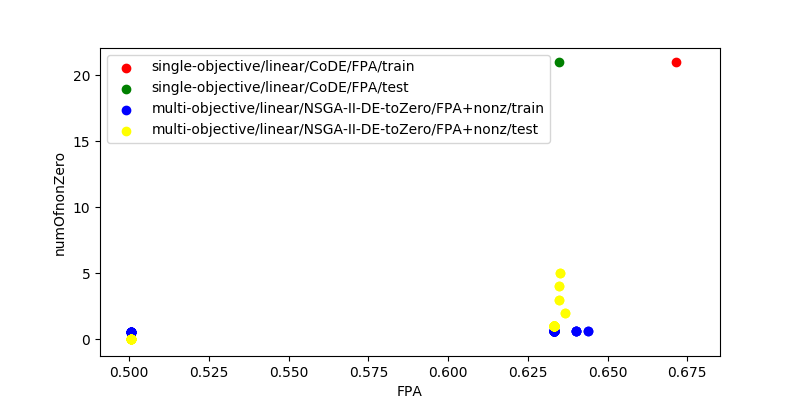 single-objective/linear/CoDE/FPA/train
single-objective/linear/CoDE/FPA/test
multi-objective/linear/NSGA-II-DE-toZero/FPA+nonz/train
multi-objective/linear/NSGA-II-DE-toZero/FPA+nonz/test
numOfnonZero
20
15
10
5
0
0.500 0.525 0.550 0.575 0.600 0.625 0.650 0.675
FPA